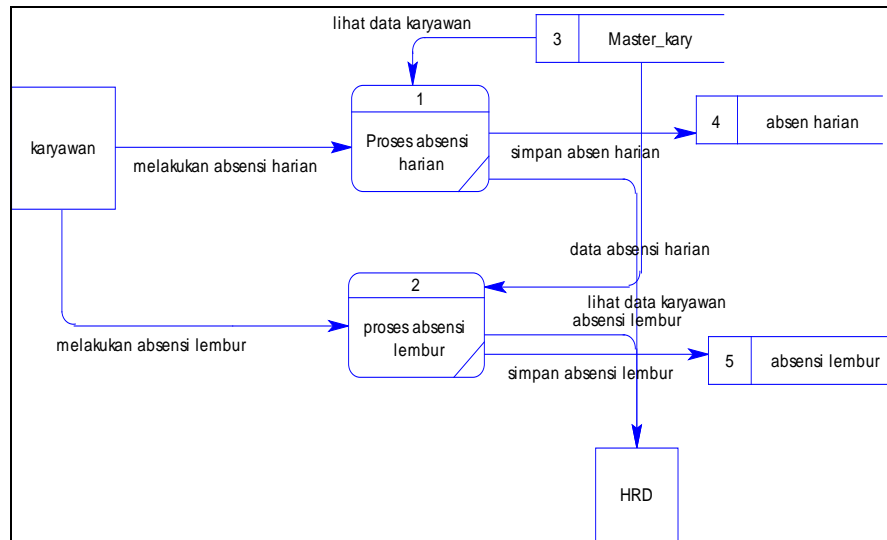 lihat data karyawan
3 Master_kary
1
4 absen harian
karyawan
Proses absensi
harian
simpan absen harian
melakukan absensi harian
data absensi harian
2
lihat data karyawan
absensi lembur
proses absensi
lembur
melakukan absensi lembur
simpan absensi lembur
5 absensi lembur
HRD